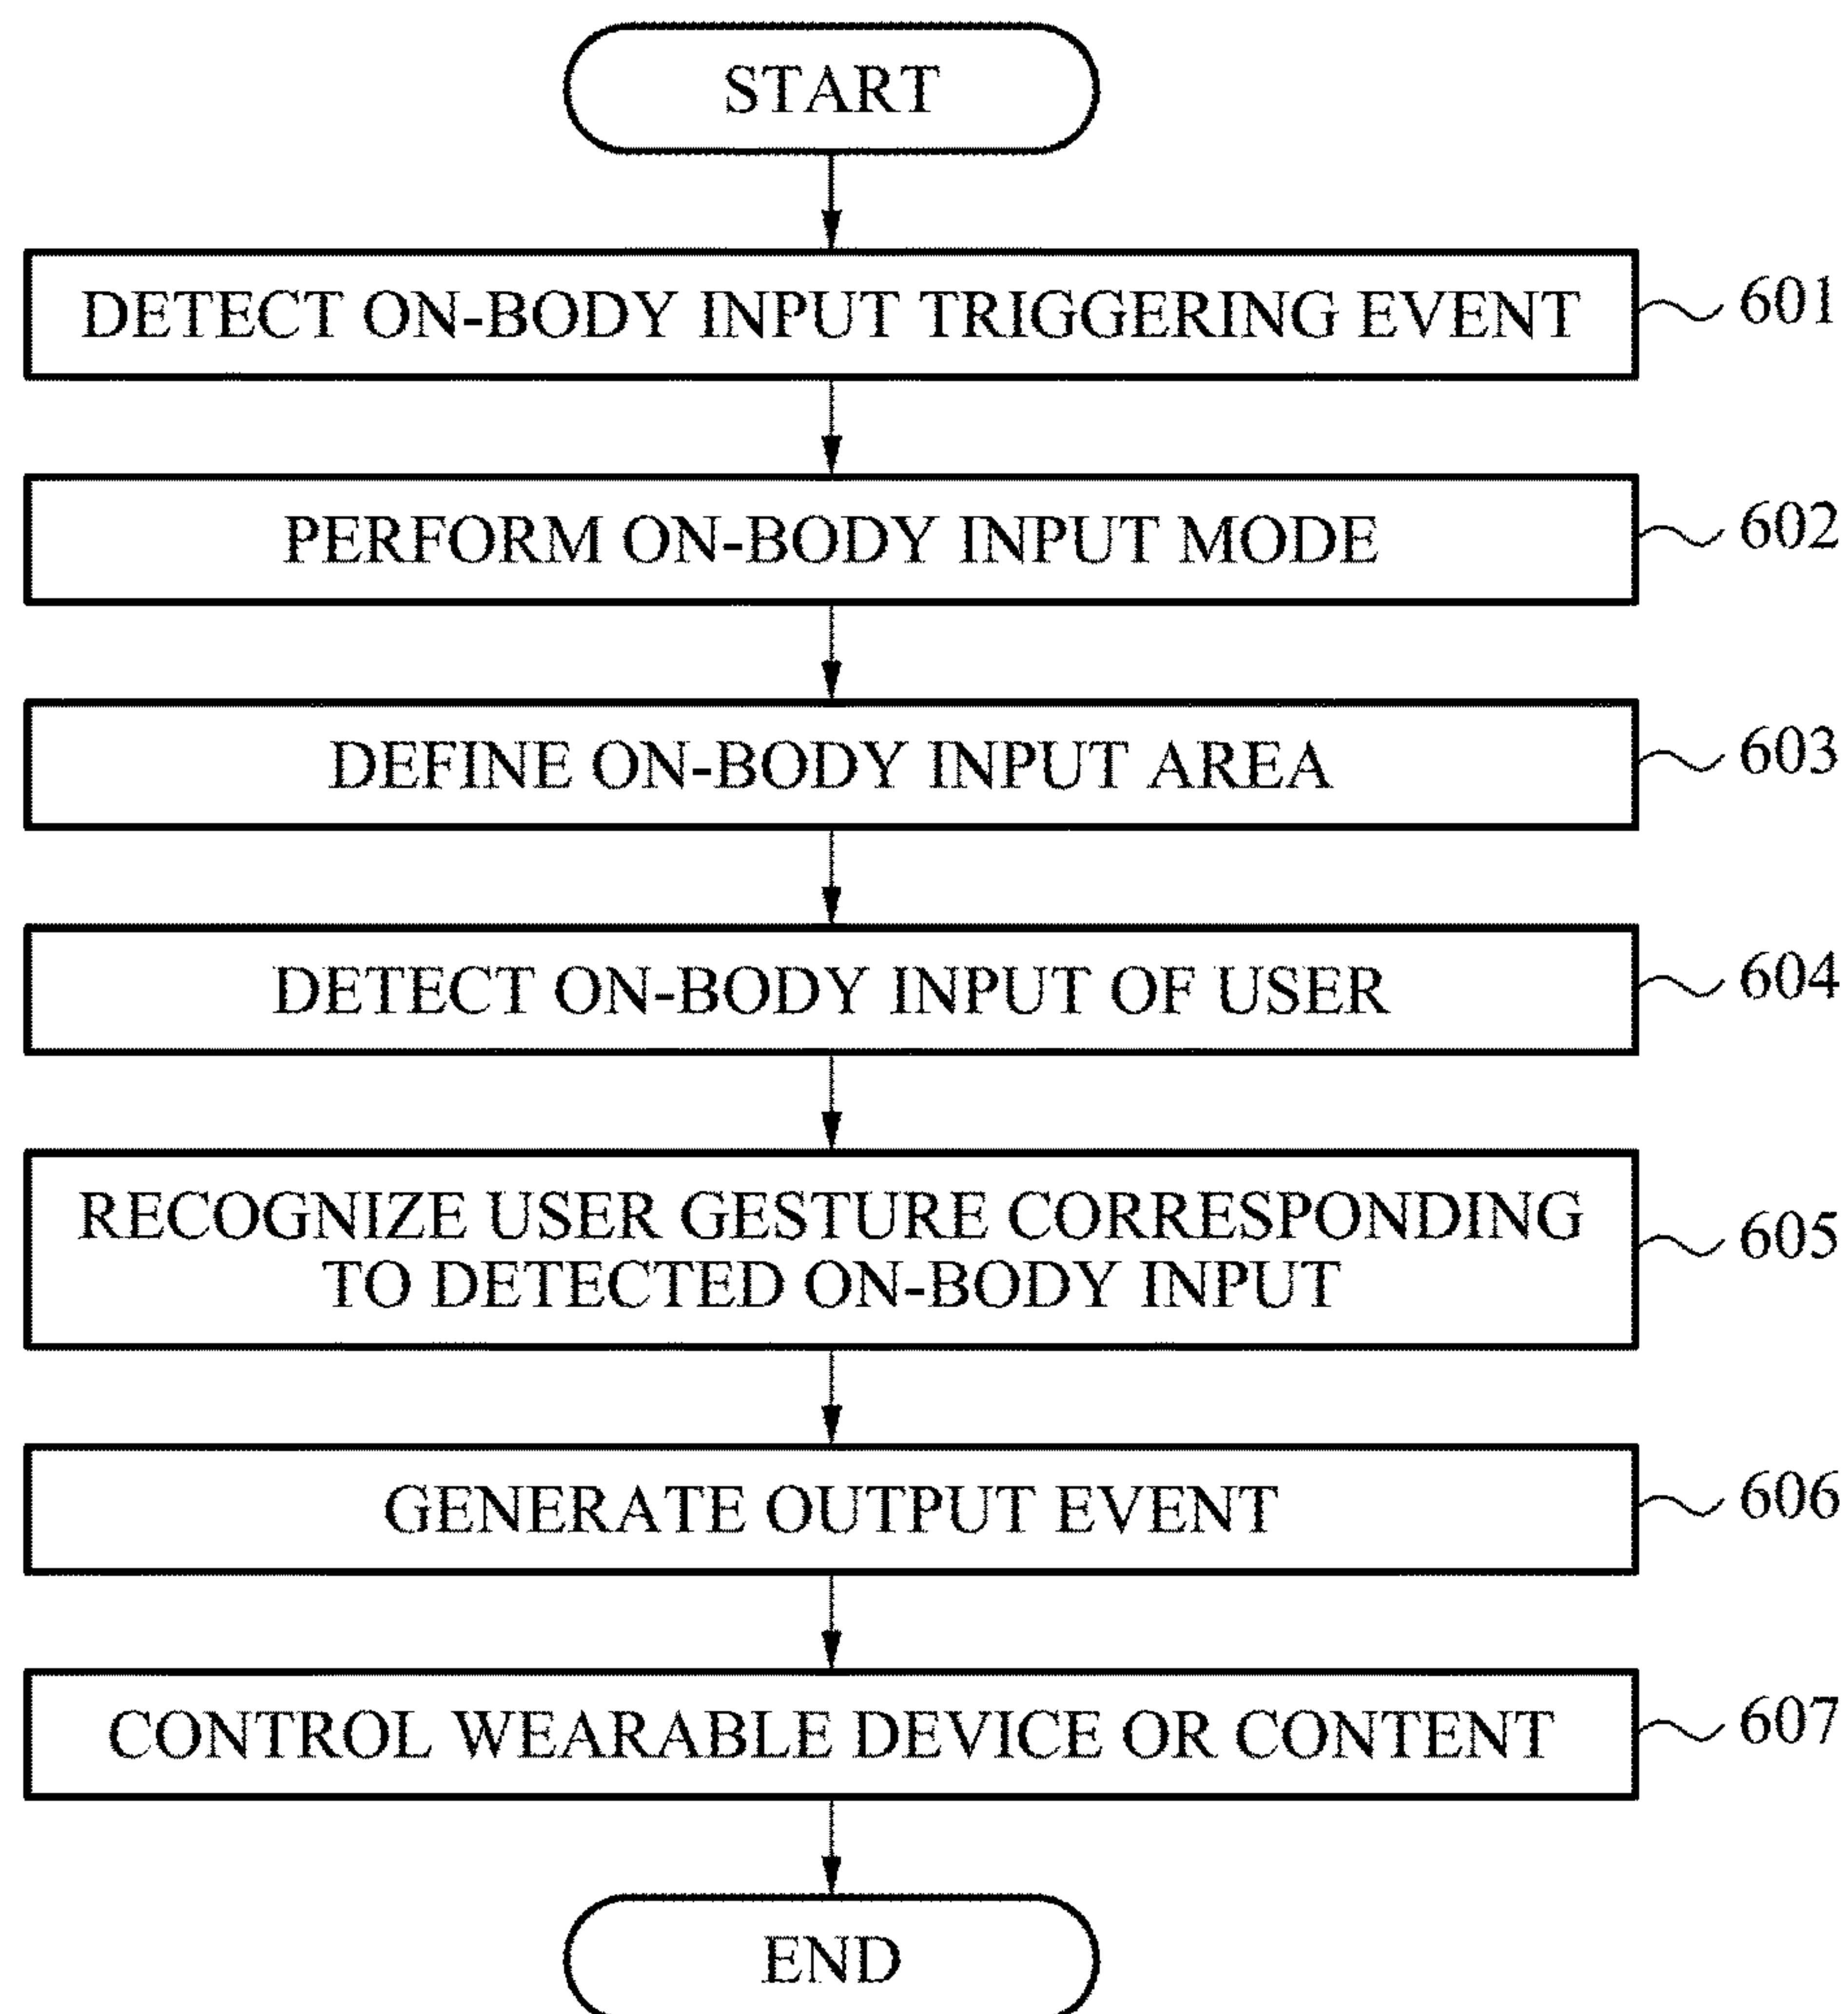 START
DETECT ON-BODY INPUT TRIGGERING EVENT
601
PERFORM ON-BODY INPUT MODE
602
DEFINE ON-BODY INPUT AREA
603
DETECT ON-BODY INPUT OF USER
604
RECOGNIZE USER GESTURE CORRESPONDING
TO DETECTED ON-BODY INPUT
605
GENERATE OUTPUT EVENT
606
CONTROL WEARABLE DEVICE OR CONTENT
607
END